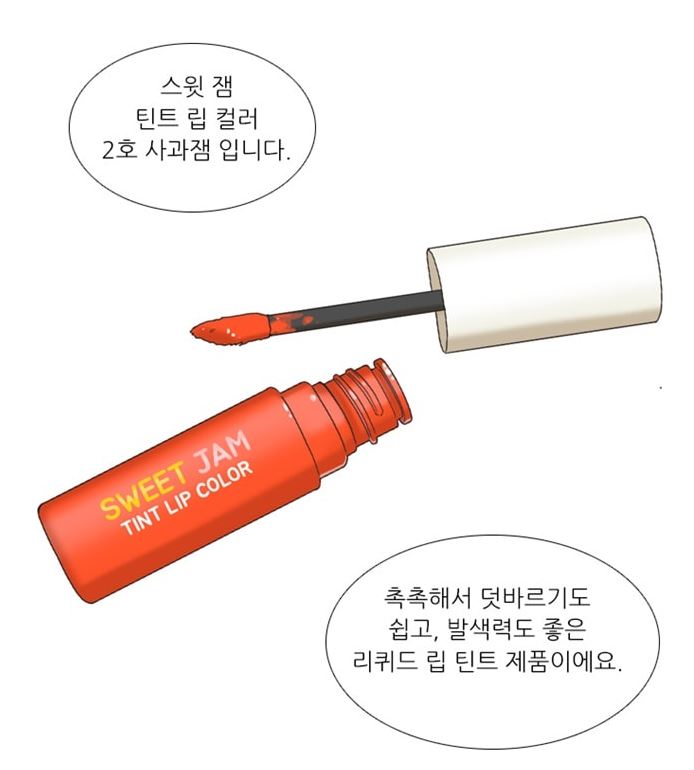 스윗 잼
틴트 립 컬러
2호 사과잼 입니다.
SWEET JAM
TINT LIP COLOR
촉촉해서 덧바르기도
쉽고, 발색력도 좋은
리퀴드 립 틴트 제품이에요.